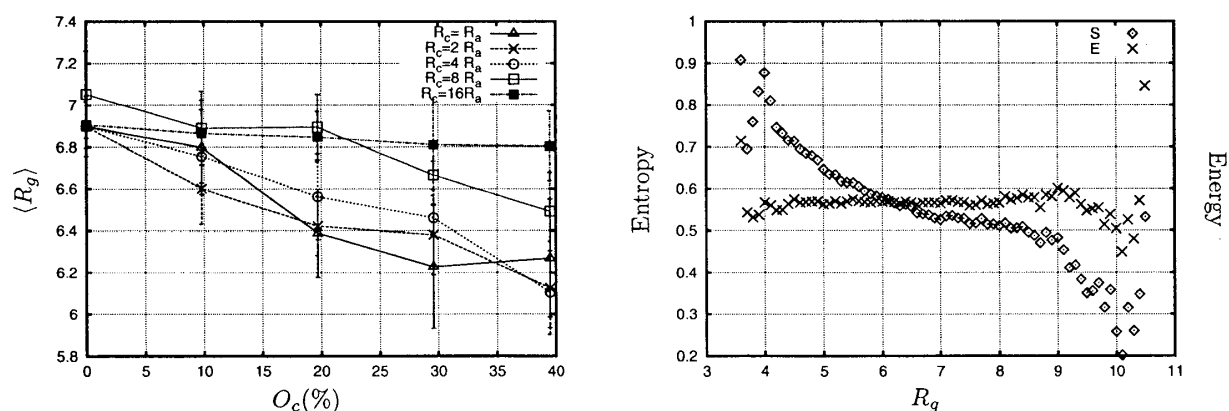 7.4
7.2
7
6.8
6.6
6.4
6.2
6
5.8
⟨R_g⟩
R_c= R_a
R_c=2 R_a
R_c=4 R_a
R_c=8 R_a
R_c=16R_a
0 5 10 15 20 25 30 35 40
O_c(%)
1
0.9
0.8
0.7
0.6
0.5
0.4
0.3
0.2
Entropy
S
E
3 4 5 6 7 8 9 10 11
R_g
Energy